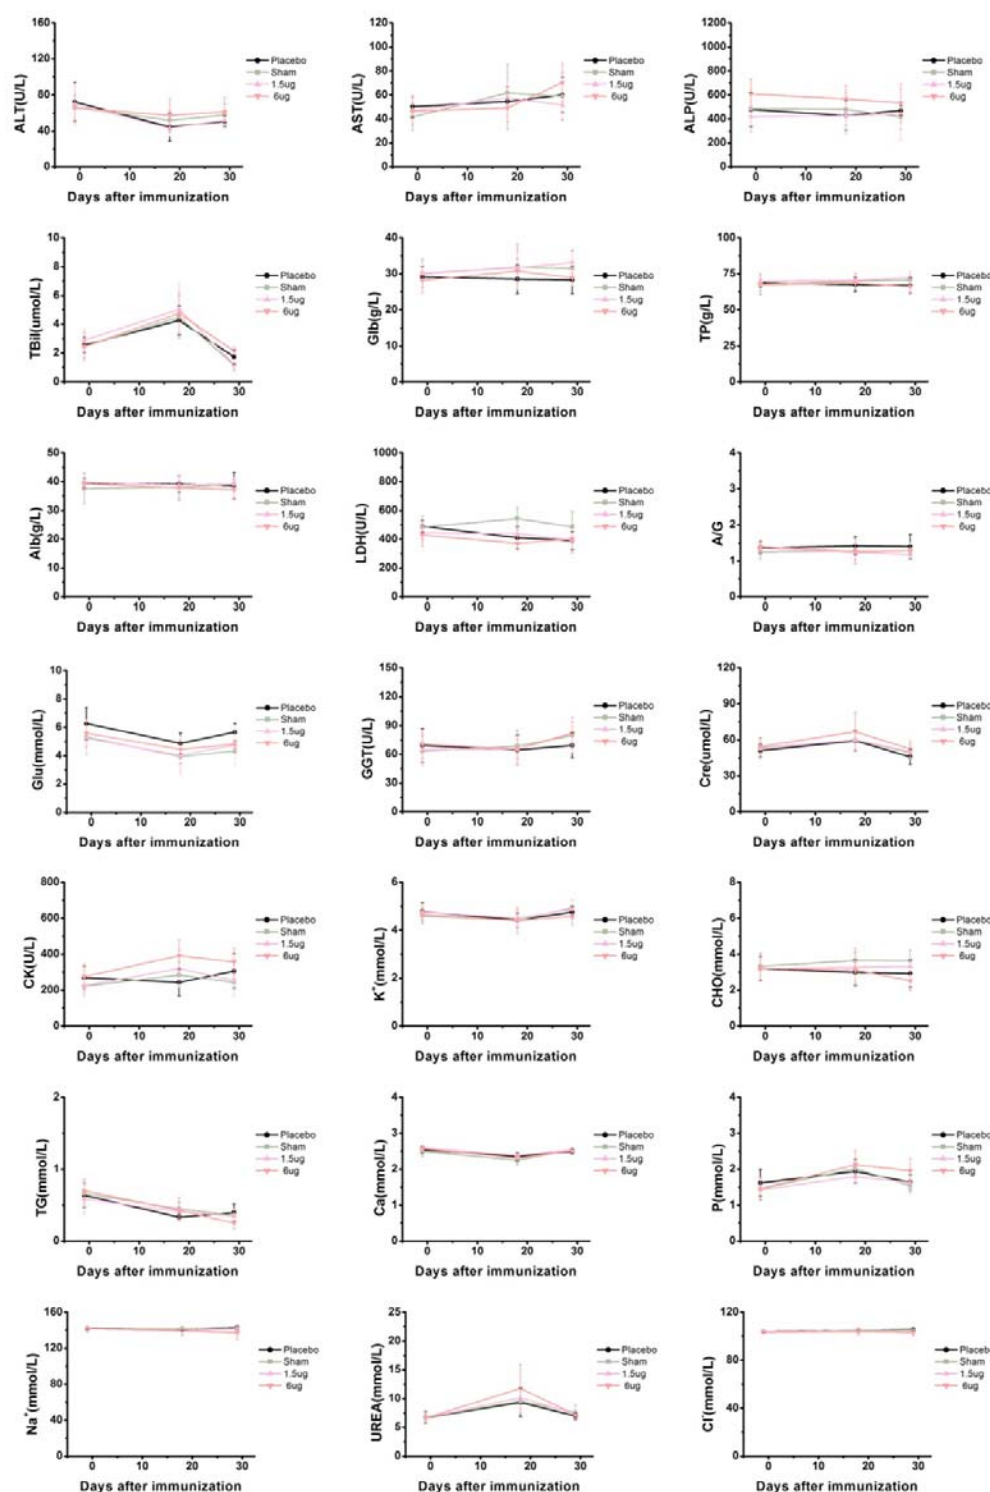 ALT(U/L)
160
120
80
40
0
0 10 20 30
Days after immunization
Placebo
Sham
1.5ug
6ug
AST(U/L)
120
100
80
60
40
20
0
0 10 20 30
Days after immunization
Placebo
Sham
1.5ug
6ug
ALP(U/L)
1200
1000
800
600
400
200
0
0 10 20 30
Days after immunization
Placebo
Sham
1.5ug
6ug
TBil(umol/L)
10
8
6
4
2
0
0 10 20 30
Days after immunization
Placebo
Sham
1.5ug
6ug
Glb(g/L)
40
30
20
10
0
0 10 20 30
Days after immunization
Placebo
Sham
1.5ug
6ug
TP(g/L)
100
75
50
25
0
0 10 20 30
Days after immunization
Placebo
Sham
1.5ug
6ug
Alb(g/L)
50
40
30
20
10
0
0 10 20 30
Days after immunization
Placebo
Sham
1.5ug
6ug
LDH(U/L)
1000
800
600
400
200
0
0 10 20 30
Days after immunization
Placebo
Sham
1.5ug
6ug
A/G
4
3
2
1
0
0 10 20 30
Days after immunization
Placebo
Sham
1.5ug
6ug
Glu(mmol/L)
10
8
6
4
2
0
0 10 20 30
Days after immunization
Placebo
Sham
1.5ug
6ug
GGT(U/L)
150
120
90
60
30
0
0 10 20 30
Days after immunization
Placebo
Sham
1.5ug
6ug
Cre(umol/L)
120
90
60
30
0
0 10 20 30
Days after immunization
Placebo
Sham
1.5ug
6ug
CK(U/L)
800
600
400
200
0
0 10 20 30
Days after immunization
Placebo
Sham
1.5ug
6ug
K⁺(mmol/L)
6
4
2
0
0 10 20 30
Days after immunization
Placebo
Sham
1.5ug
6ug
CHO(mmol/L)
8
6
4
2
0
0 10 20 30
Days after immunization
Placebo
Sham
1.5ug
6ug
TG(mmol/L)
2
1
0
0 10 20 30
Days after immunization
Placebo
Sham
1.5ug
6ug
Ca(mmol/L)
4
3
2
1
0
0 10 20 30
Days after immunization
Placebo
Sham
1.5ug
6ug
P(mmol/L)
4
3
2
1
0
0 10 20 30
Days after immunization
Placebo
Sham
1.5ug
6ug
Na⁺(mmol/L)
160
120
80
40
0
0 10 20 30
Days after immunization
Placebo
Sham
1.5ug
6ug
UREA(mmol/L)
25
20
15
10
5
0
0 10 20 30
Days after immunization
Placebo
Sham
1.5ug
6ug
Cl⁻(mmol/L)
120
80
40
0
0 10 20 30
Days after immunization
Placebo
Sham
1.5ug
6ug